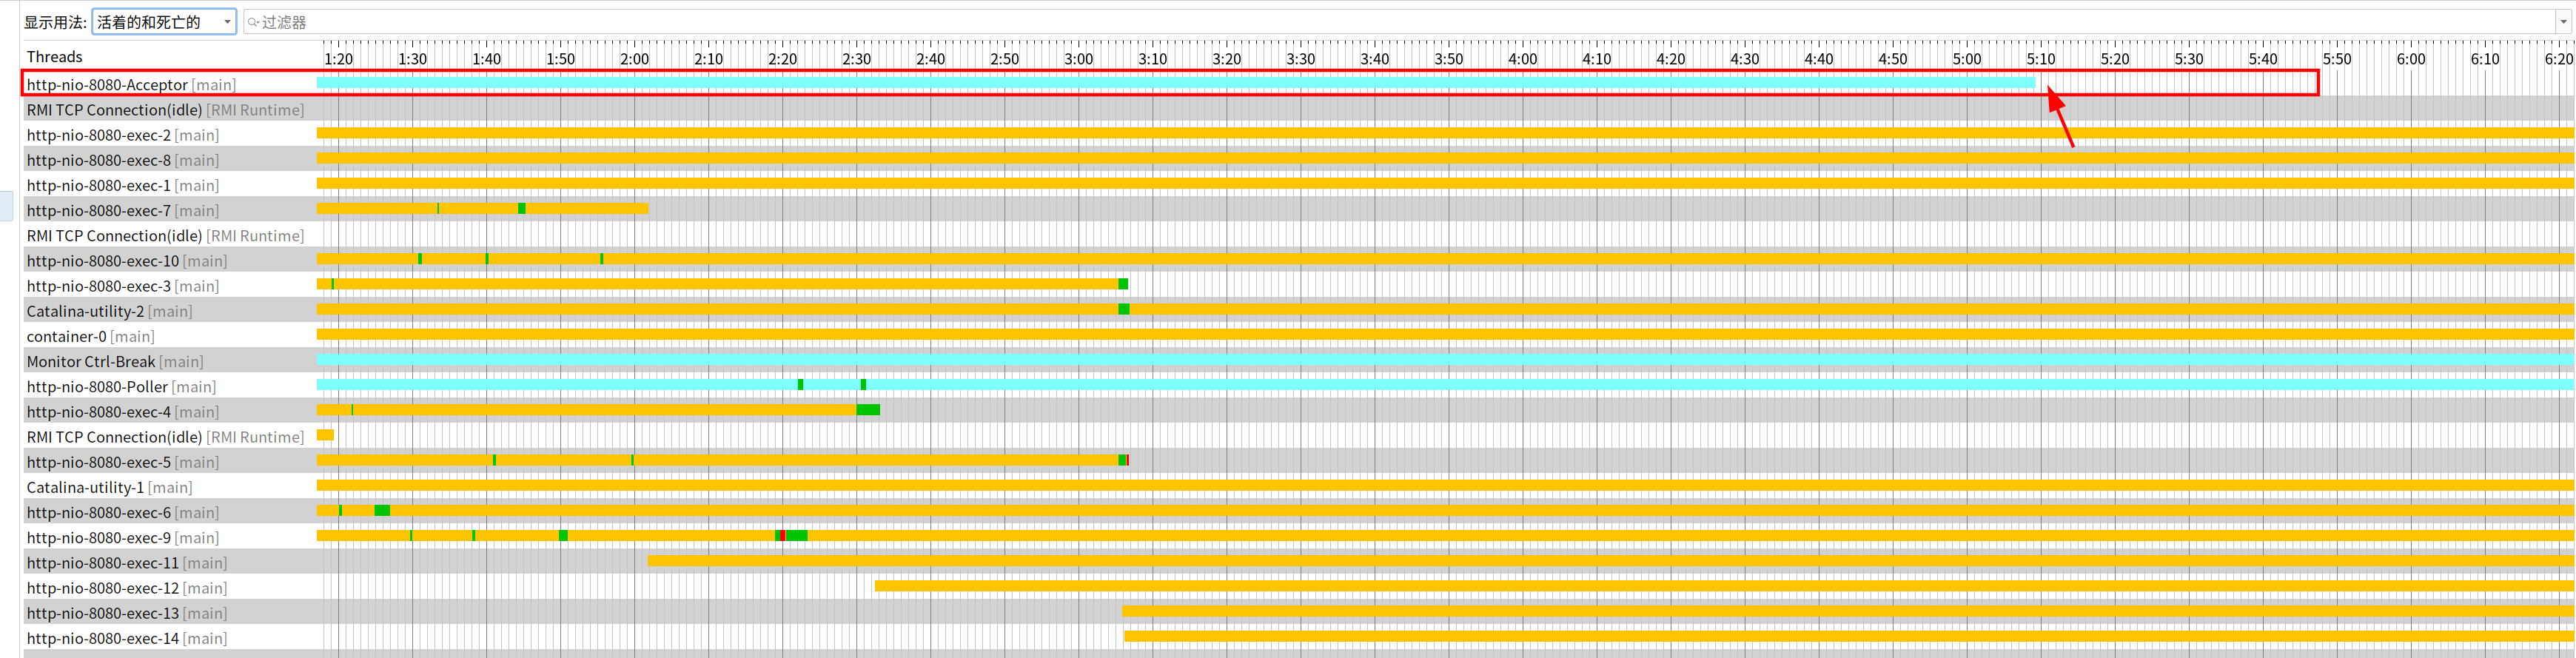 显示用法: 活着的和死亡的 过滤器
Threads 1:20 1:30 1:40 1:50 2:00 2:10 2:20 2:30 2:40 2:50 3:00 3:10 3:20 3:30 3:40 3:50 4:00 4:10 4:20 4:30 4:40 4:50 5:00 5:10 5:20 5:30 5:40 5:50 6:00 6:10 6:20
http-nio-8080-Acceptor [main]
RMI TCP Connection(idle) [RMI Runtime]
http-nio-8080-exec-2 [main]
http-nio-8080-exec-8 [main]
http-nio-8080-exec-1 [main]
http-nio-8080-exec-7 [main]
RMI TCP Connection(idle) [RMI Runtime]
http-nio-8080-exec-10 [main]
http-nio-8080-exec-3 [main]
Catalina-utility-2 [main]
container-0 [main]
Monitor Ctrl-Break [main]
http-nio-8080-Poller [main]
http-nio-8080-exec-4 [main]
RMI TCP Connection(idle) [RMI Runtime]
http-nio-8080-exec-5 [main]
Catalina-utility-1 [main]
http-nio-8080-exec-6 [main]
http-nio-8080-exec-9 [main]
http-nio-8080-exec-11 [main]
http-nio-8080-exec-12 [main]
http-nio-8080-exec-13 [main]
http-nio-8080-exec-14 [main]